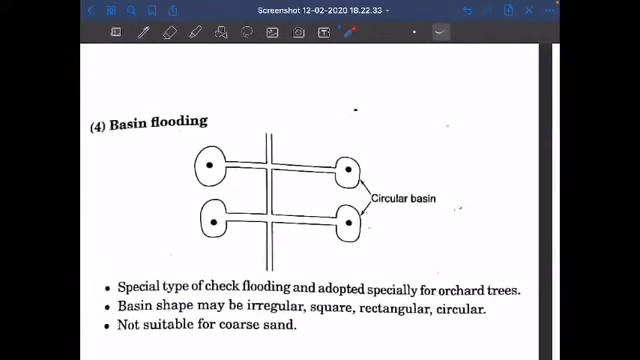 Screenshot 12-02-2020 18.22.33
(4) Basin flooding
Circular basin
• Special type of check flooding and adopted specially for orchard trees.
• Basin shape may be irregular, square, rectangular, circular.
• Not suitable for coarse sand.